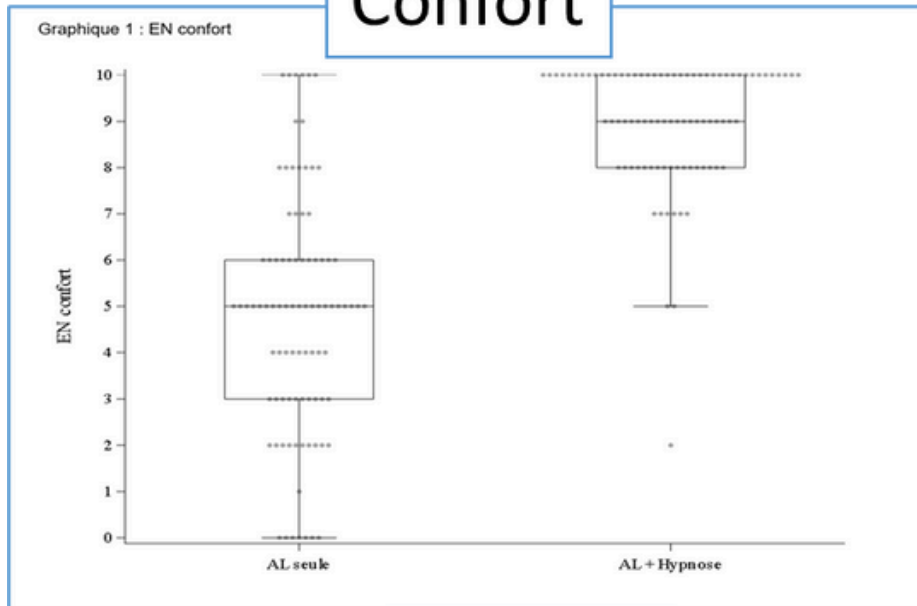 Confort
Graphique 1 : EN confort
EN confort
10
9
8
7
6
5
4
3
2
1
0
AL seule
AL + Hypnose